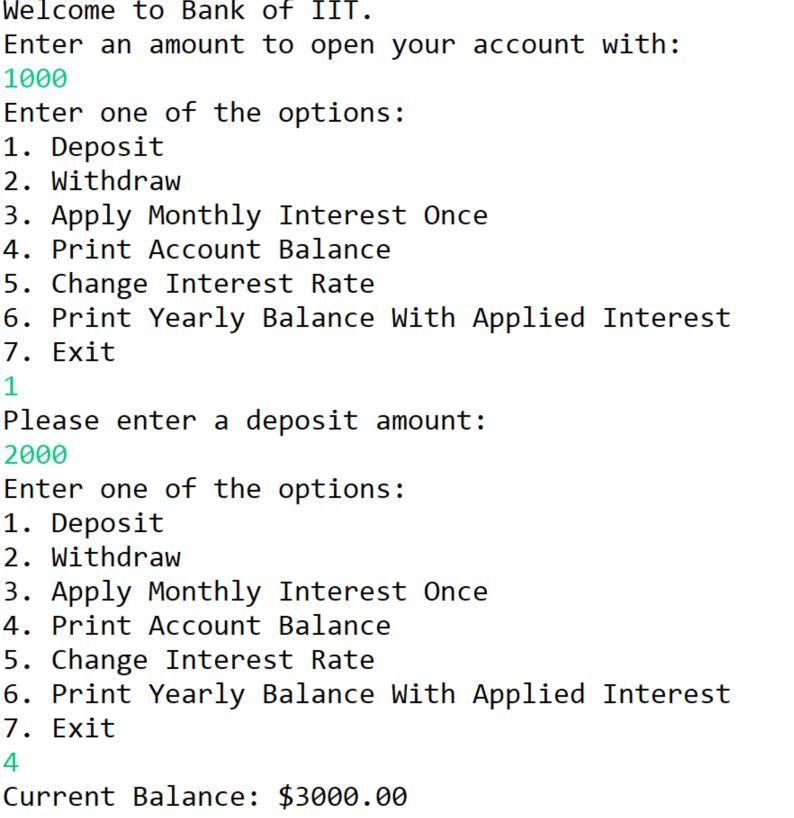 Welcome to Bank of IIT.
Enter an amount to open your account with:
1000
Enter one of the options:
1. Deposit
2. Withdraw
3. Apply Monthly Interest Once
4. Print Account Balance
5. Change Interest Rate
6. Print Yearly Balance With Applied Interest
7. Exit
1
Please enter a deposit amount:
2000
Enter one of the options:
1. Deposit
2. Withdraw
3. Apply Monthly Interest Once
4. Print Account Balance
5. Change Interest Rate
6. Print Yearly Balance With Applied Interest
7. Exit
4
Current Balance: $3000.00